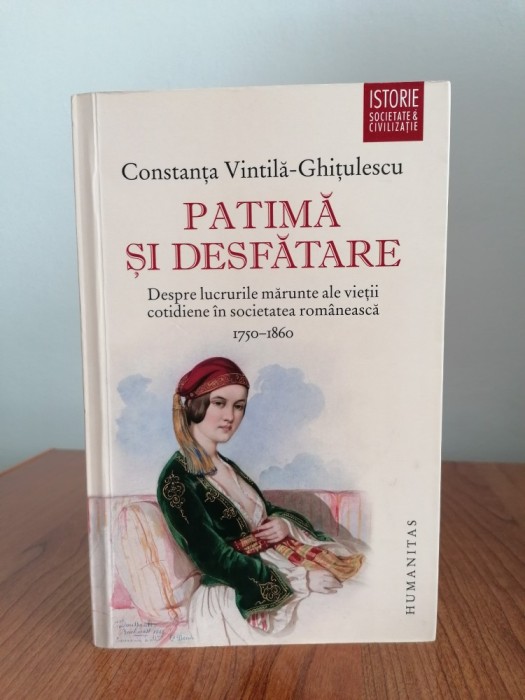 ISTORIE
SOCIETATE &
CIVILIZAȚIE
Constanța Vintilă-Ghițulescu
PATIMĂ
ȘI DESFĂTARE
Despre lucrurile mărunte ale vieții
cotidiene în societatea românească
1750–1860
HUMANITAS